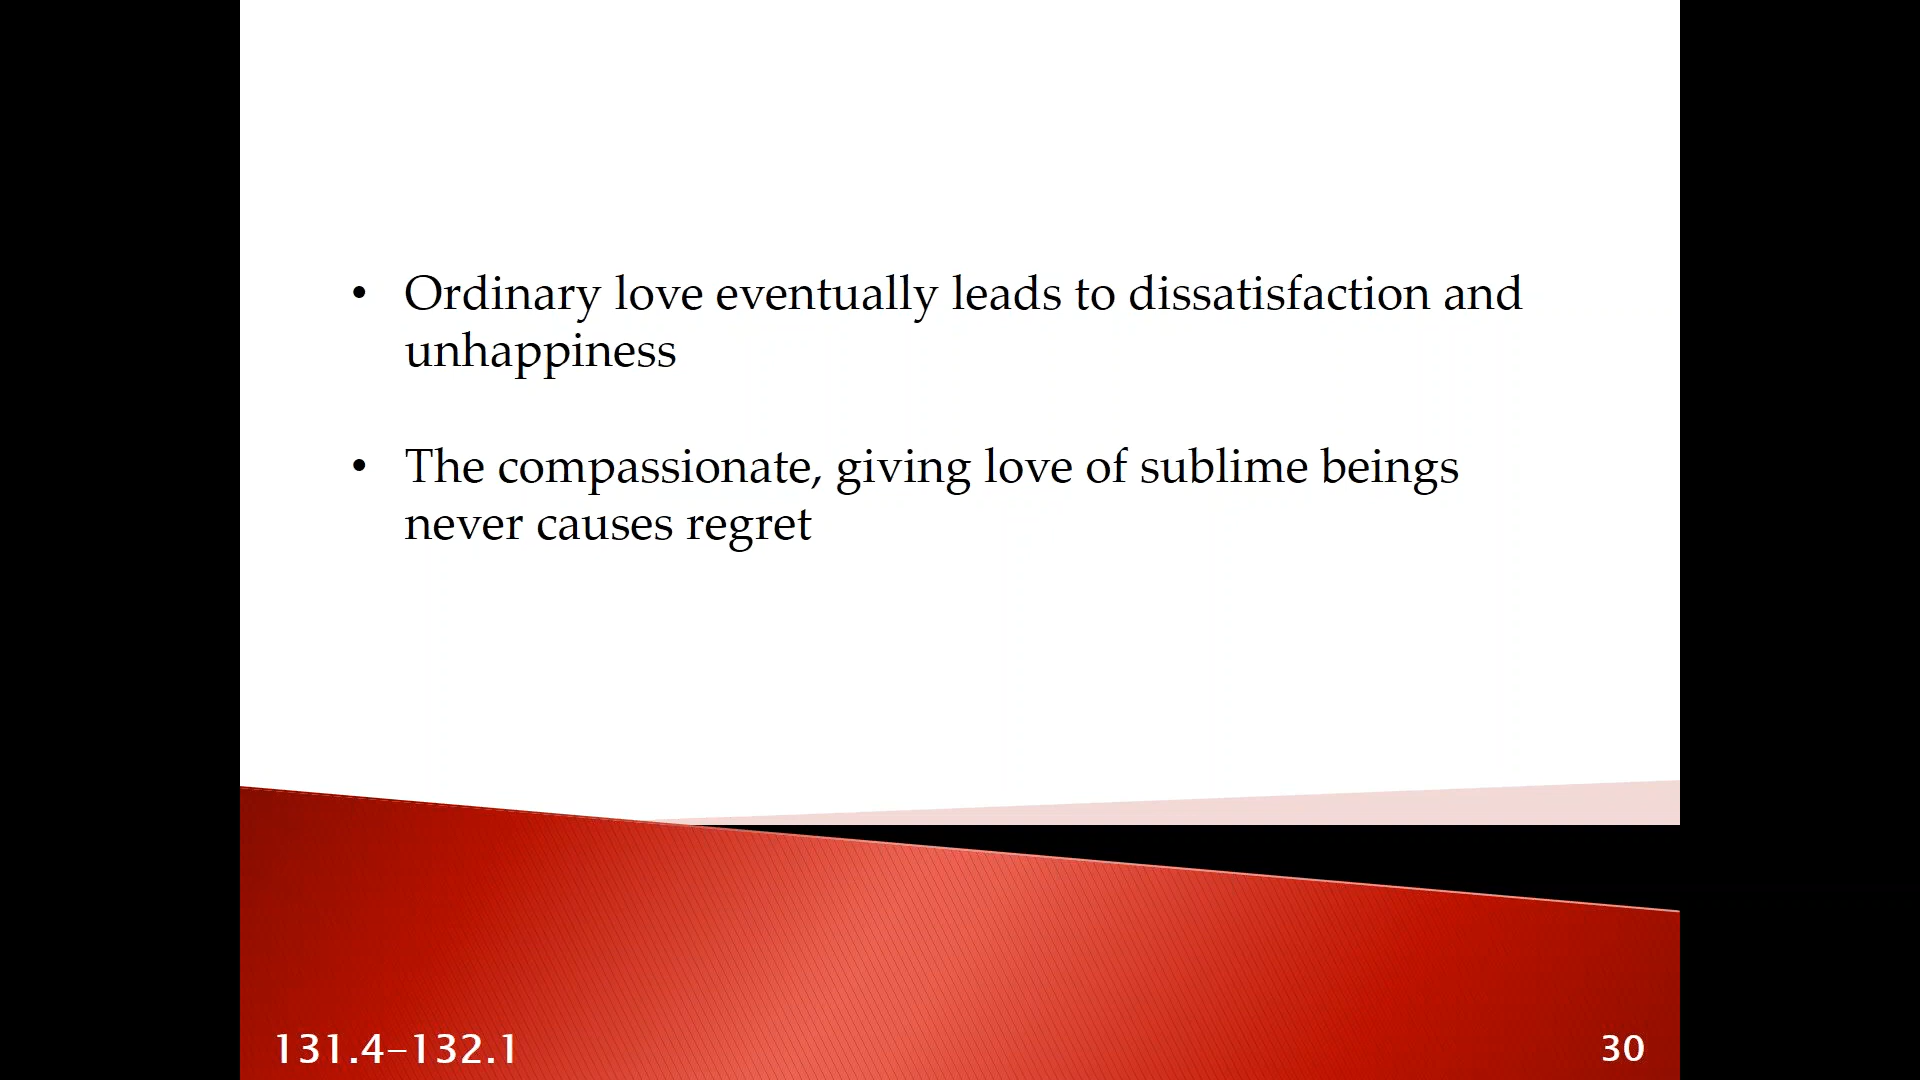 • Ordinary love eventually leads to dissatisfaction and
unhappiness
• The compassionate, giving love of sublime beings
never causes regret
131.4–132.1
30